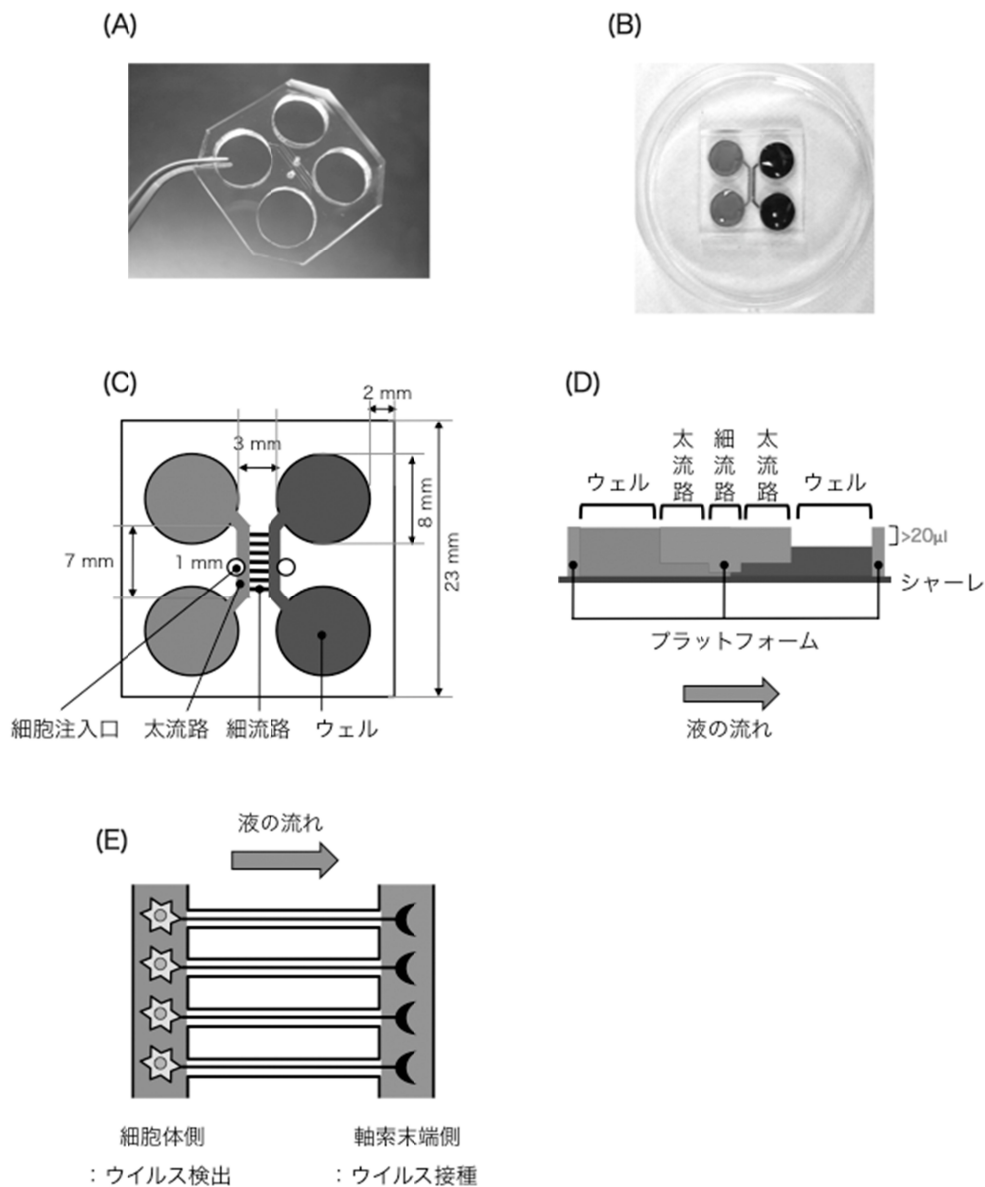 (A)
(B)
(C)
2 mm
3 mm
8 mm
7 mm
1 mm
23 mm
細胞注入口 太流路 細流路 ウェル
(D)
太流路 細流路 太流路
ウェル ウェル
>20μl
シャーレ
プラットフォーム
液の流れ
(E)
液の流れ
細胞体側 軸索末端側
：ウイルス検出 ：ウイルス接種